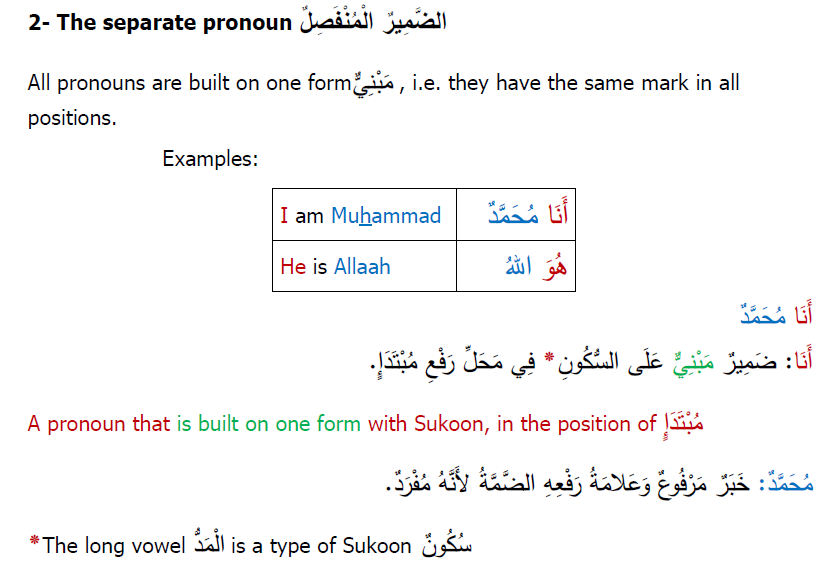 2- The separate pronoun الضَّمِيرُ الْمُنْفَصِلُ
All pronouns are built on one form مَبْنِيٌّ , i.e. they have the same mark in all
positions.
Examples:
I am Muhammad أَنَا مُحَمَّدٌ
He is Allaah هُوَ اللهُ
أَنَا مُحَمَّدٌ
أَنَا: ضَمِيرٌ مَبْنِيٌّ عَلَى السُّكُونِ* فِي مَحَلِّ رَفْعِ مُبْتَدَإٍ.
A pronoun that is built on one form with Sukoon, in the position of مُبْتَدَإٍ
مُحَمَّدٌ: خَبَرٌ مَرْفُوعٌ وَعَلامَةُ رَفْعِهِ الضَّمَّةُ لأَنَّهُ مُفْرَدٌ.
*The long vowel الْمَدُّ is a type of Sukoon سُكُونٌ